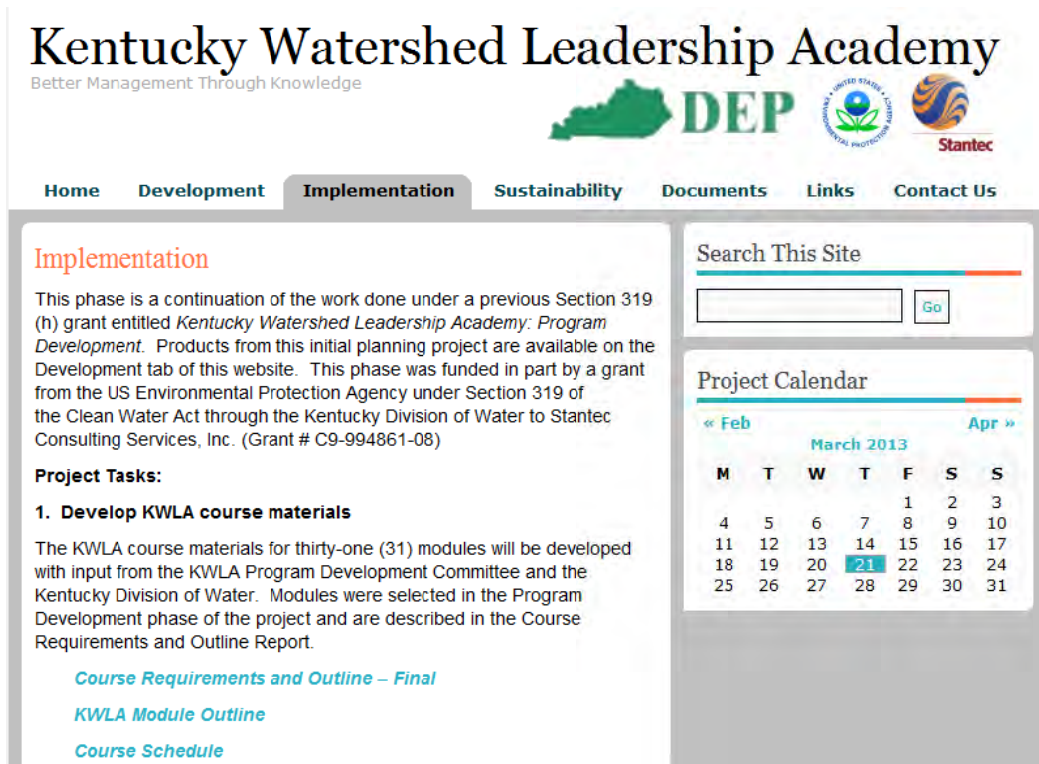 Kentucky Watershed Leadership Academy
Better Management Through Knowledge
DEP
UNITED STATES
ENVIRONMENTAL PROTECTION AGENCY
Stantec
Home Development Implementation Sustainability Documents Links Contact Us
Implementation
This phase is a continuation of the work done under a previous Section 319
(h) grant entitled Kentucky Watershed Leadership Academy: Program
Development. Products from this initial planning project are available on the
Development tab of this website. This phase was funded in part by a grant
from the US Environmental Protection Agency under Section 319 of
the Clean Water Act through the Kentucky Division of Water to Stantec
Consulting Services, Inc. (Grant # C9-994861-08)
Project Tasks:
1. Develop KWLA course materials
The KWLA course materials for thirty-one (31) modules will be developed
with input from the KWLA Program Development Committee and the
Kentucky Division of Water. Modules were selected in the Program
Development phase of the project and are described in the Course
Requirements and Outline Report.
Course Requirements and Outline – Final
KWLA Module Outline
Course Schedule
Search This Site
Go
Project Calendar
« Feb Apr »
March 2013
M T W T F S S
1 2 3
4 5 6 7 8 9 10
11 12 13 14 15 16 17
18 19 20 21 22 23 24
25 26 27 28 29 30 31